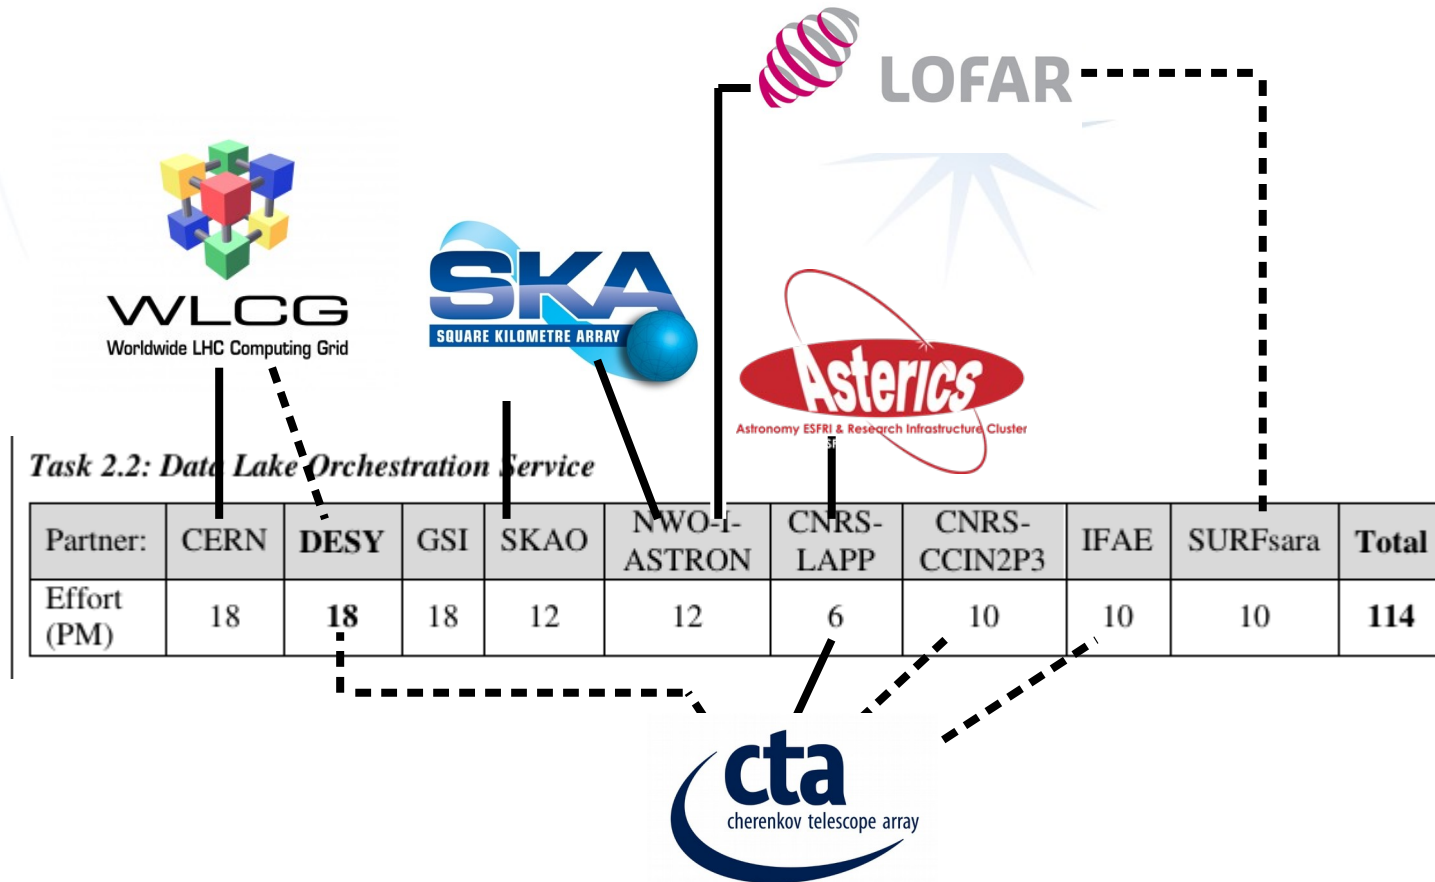 LOFAR
WLCG
Worldwide LHC Computing Grid
SKA
SQUARE KILOMETRE ARRAY
Asterics
Astronomy ESFRI & Research Infrastructure Cluster
Task 2.2: Data Lake Orchestration Service
Partner: CERN DESY GSI SKAO NWO-I-ASTRON CNRS-LAPP CNRS-CCIN2P3 IFAE SURFsara Total
Effort (PM) 18 18 18 12 12 6 10 10 10 114
cta
cherenkov telescope array